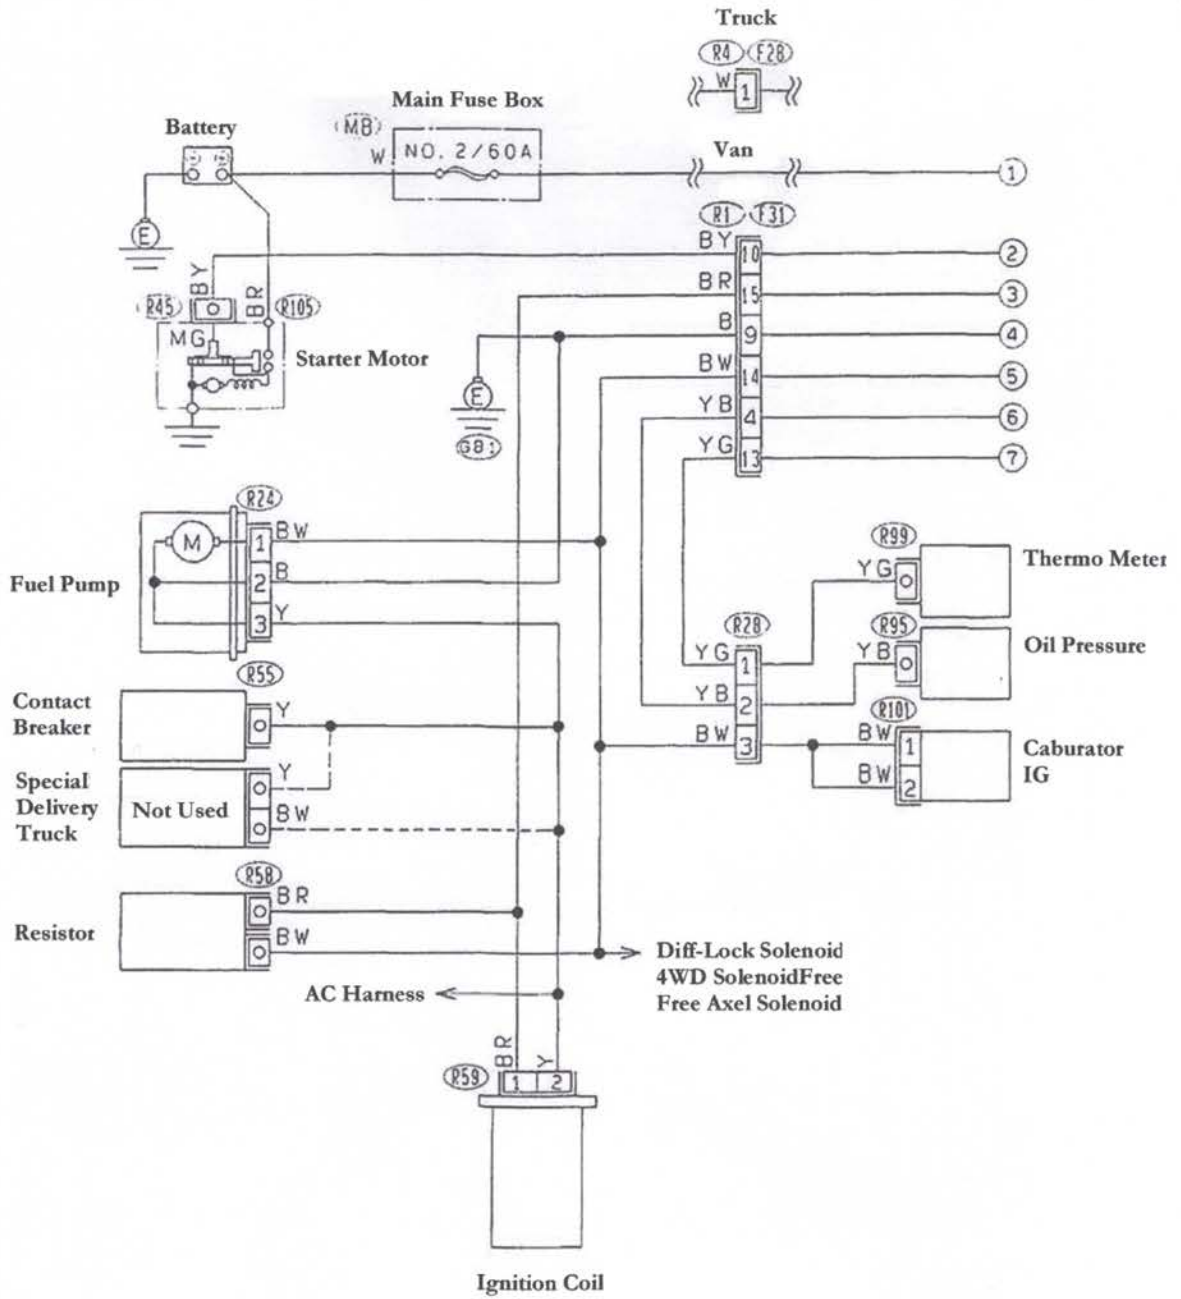 Truck
R4 F28
W 1
Main Fuse Box
Battery
M8
W NO. 2/60A
Van
1
E
R1 F31
BY 10 2
BR 15 3
B 9 4
BW 14 5
YB 4 6
YG 13 7
BY
BR
R45 R105
MG
Starter Motor
E
G81
R24
M
1 BW
2 B
3 Y
Fuel Pump
R99
YG
Thermo Meter
R95
YB
Oil Pressure
R28
YG 1
YB 2
BW 3
R101
BW 1
BW 2
Caburator
IG
R55
Contact
Breaker
Y
Special
Delivery
Truck
Not Used
Y
BW
R58
Resistor
BR
BW
Diff-Lock Solenoid
4WD SolenoidFree
Free Axel Solenoid
AC Harness
BR Y
R59 1 2
Ignition Coil